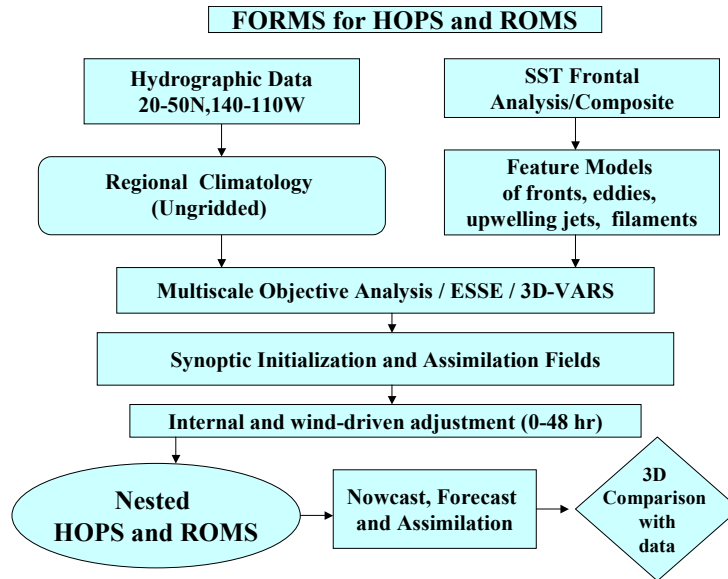 FORMS for HOPS and ROMS
Hydrographic Data
20-50N,140-110W
SST Frontal
Analysis/Composite
Regional Climatology
(Ungridded)
Feature Models
of fronts, eddies,
upwelling jets, filaments
Multiscale Objective Analysis / ESSE / 3D-VARS
Synoptic Initialization and Assimilation Fields
Internal and wind-driven adjustment (0-48 hr)
Nested
HOPS and ROMS
Nowcast, Forecast
and Assimilation
3D
Comparison
with
data